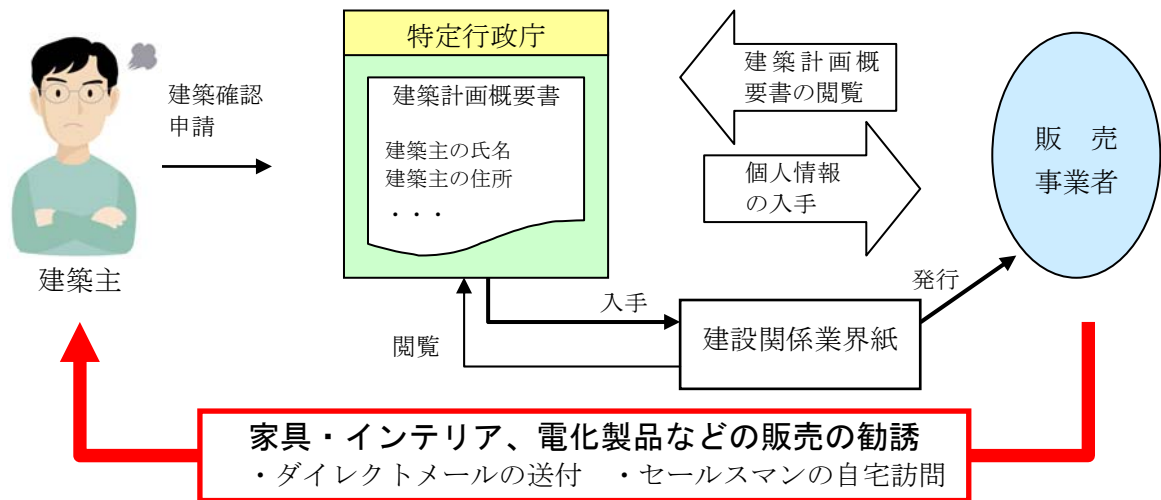 建築確認
申請
建築主
特定行政庁
建築計画概要書
建築主の氏名
建築主の住所
・・・
建築計画概
要書の閲覧
個人情報
の入手
販　売
事業者
閲覧
入手
建設関係業界紙
発行
家具・インテリア、電化製品などの販売の勧誘
・ダイレクトメールの送付　・セールスマンの自宅訪問